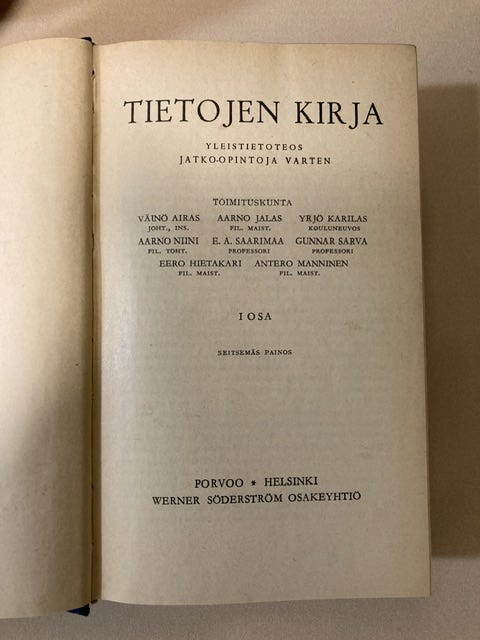 TIETOJEN KIRJA
YLEISTIETOTEOS
JATKO-OPINTOJA VARTEN
TOIMITUSKUNTA
VÄINÖ AIRAS AARNO JALAS YRJÖ KARILAS
JOHT., INS. FIL. MAIST. KOULUNEUVOS
AARNO NIINI E. A. SAARIMAA GUNNAR SARVA
FIL. TOHT. PROFESSORI PROFESSORI
EERO HIETAKARI ANTERO MANNINEN
FIL. MAIST. FIL. MAIST.
I OSA
SEITSEMÄS PAINOS
PORVOO * HELSINKI
WERNER SÖDERSTRÖM OSAKEYHTIÖ